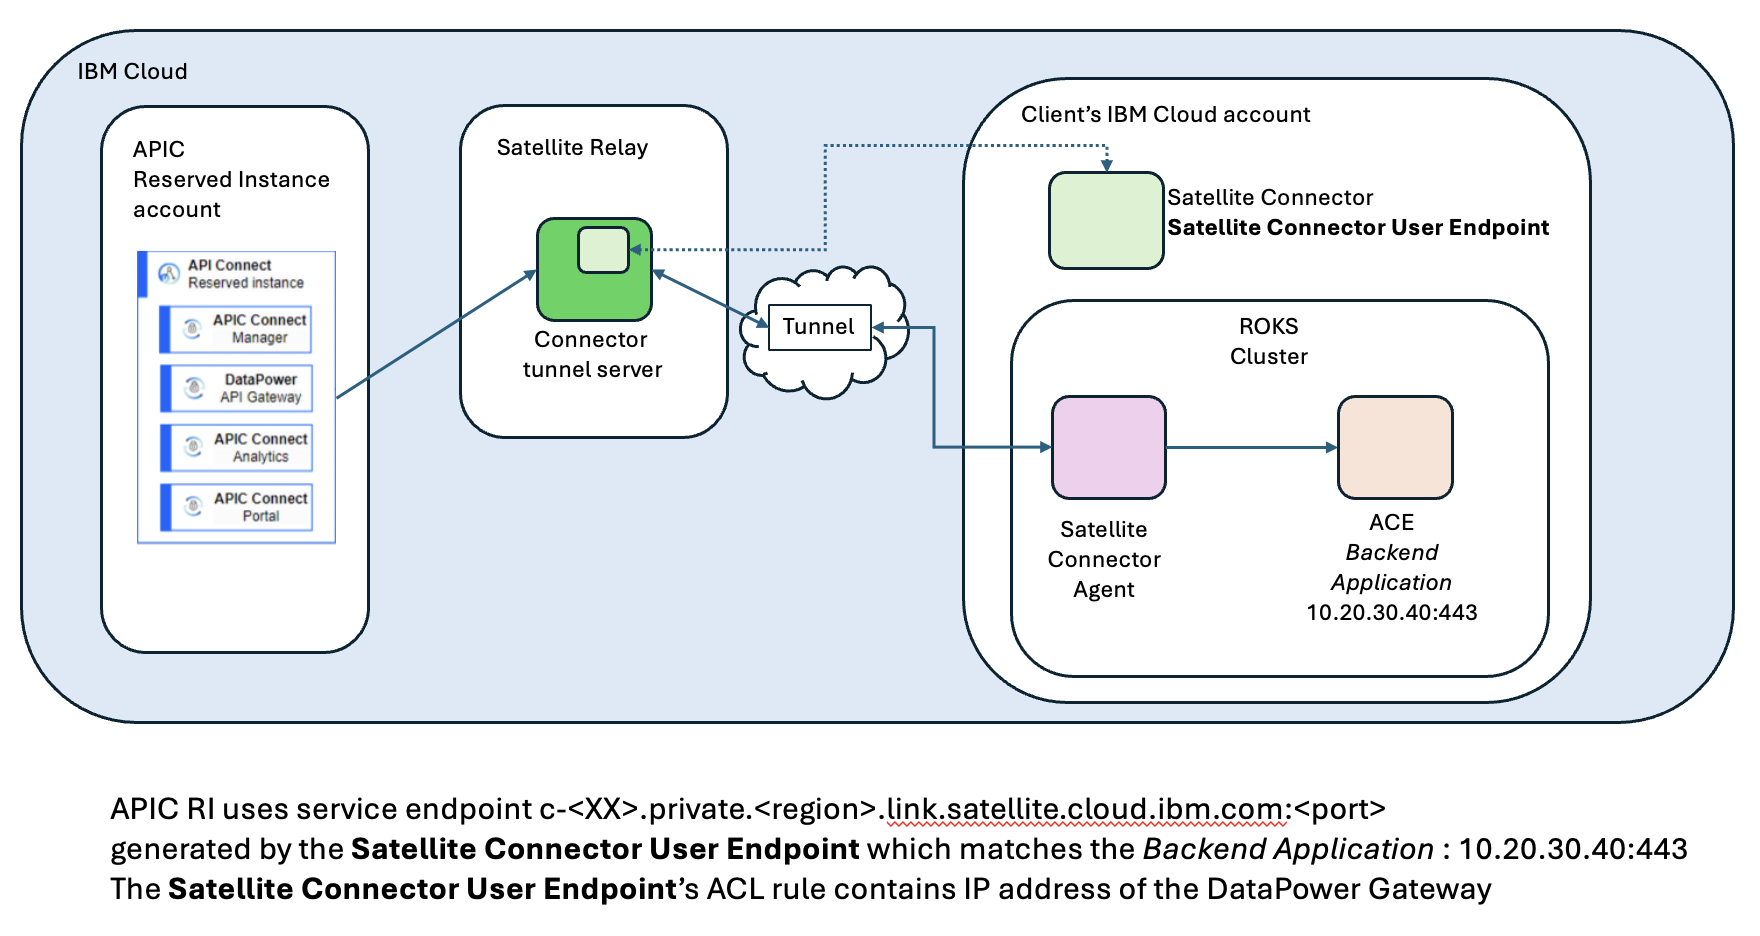 IBM Cloud
APIC
Reserved Instance
account
API Connect
Reserved instance
APIC Connect
Manager
DataPower
API Gateway
APIC Connect
Analytics
APIC Connect
Portal
Satellite Relay
Connector
tunnel server
Tunnel
Client’s IBM Cloud account
Satellite Connector
Satellite Connector User Endpoint
ROKS
Cluster
Satellite
Connector
Agent
ACE
Backend
Application
10.20.30.40:443
APIC RI uses service endpoint c-<XX>.private.<region>.link.satellite.cloud.ibm.com:<port>
generated by the Satellite Connector User Endpoint which matches the Backend Application : 10.20.30.40:443
The Satellite Connector User Endpoint’s ACL rule contains IP address of the DataPower Gateway